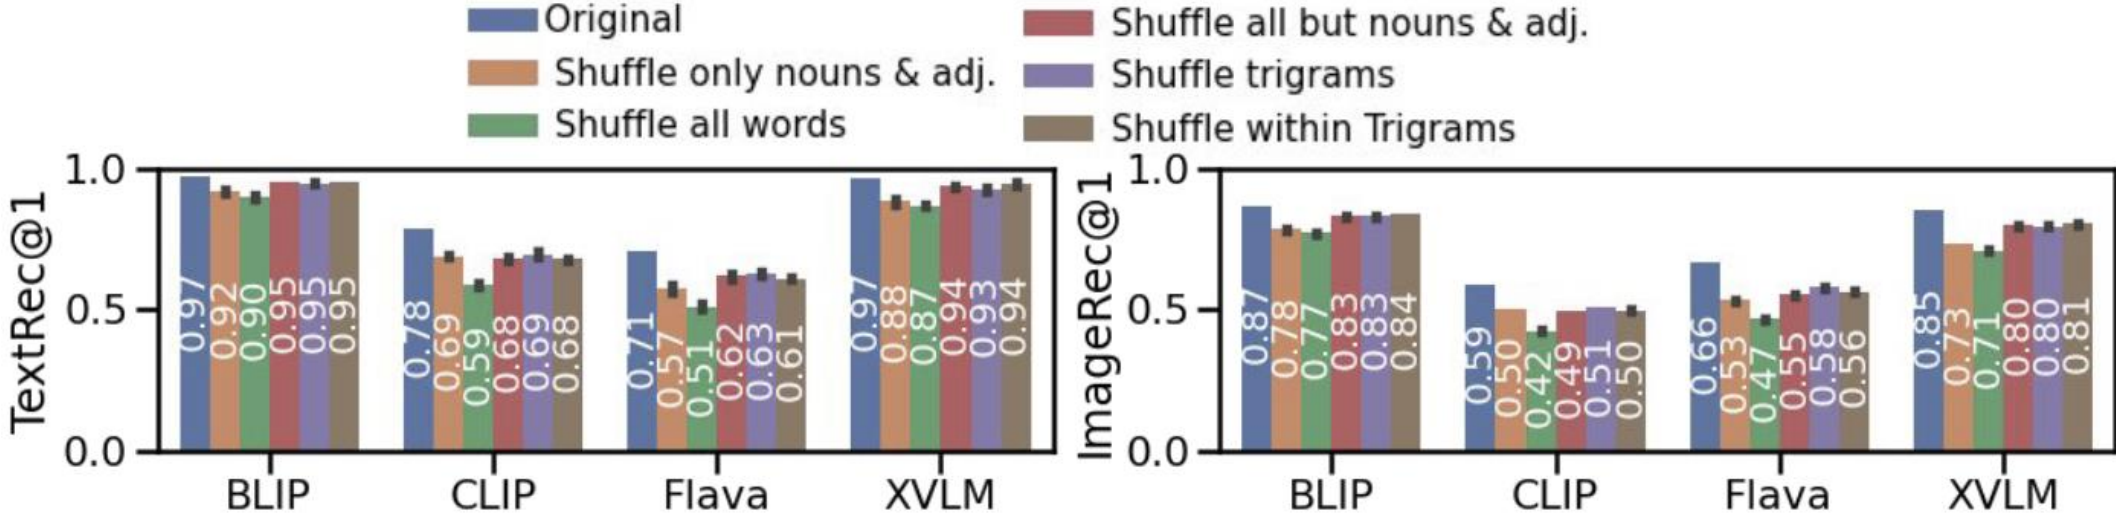 Original
Shuffle only nouns & adj.
Shuffle all words
Shuffle all but nouns & adj.
Shuffle trigrams
Shuffle within Trigrams
TextRec@1
1.0
0.5
0.0
0.97 0.92 0.90 0.95 0.95 0.95
0.78 0.69 0.59 0.68 0.69 0.68
0.71 0.57 0.51 0.62 0.63 0.61
0.97 0.88 0.87 0.94 0.93 0.94
BLIP CLIP Flava XVLM
ImageRec@1
1.0
0.5
0.0
0.87 0.78 0.77 0.83 0.83 0.84
0.59 0.50 0.42 0.49 0.51 0.50
0.66 0.53 0.47 0.55 0.58 0.56
0.85 0.73 0.71 0.80 0.80 0.81
BLIP CLIP Flava XVLM